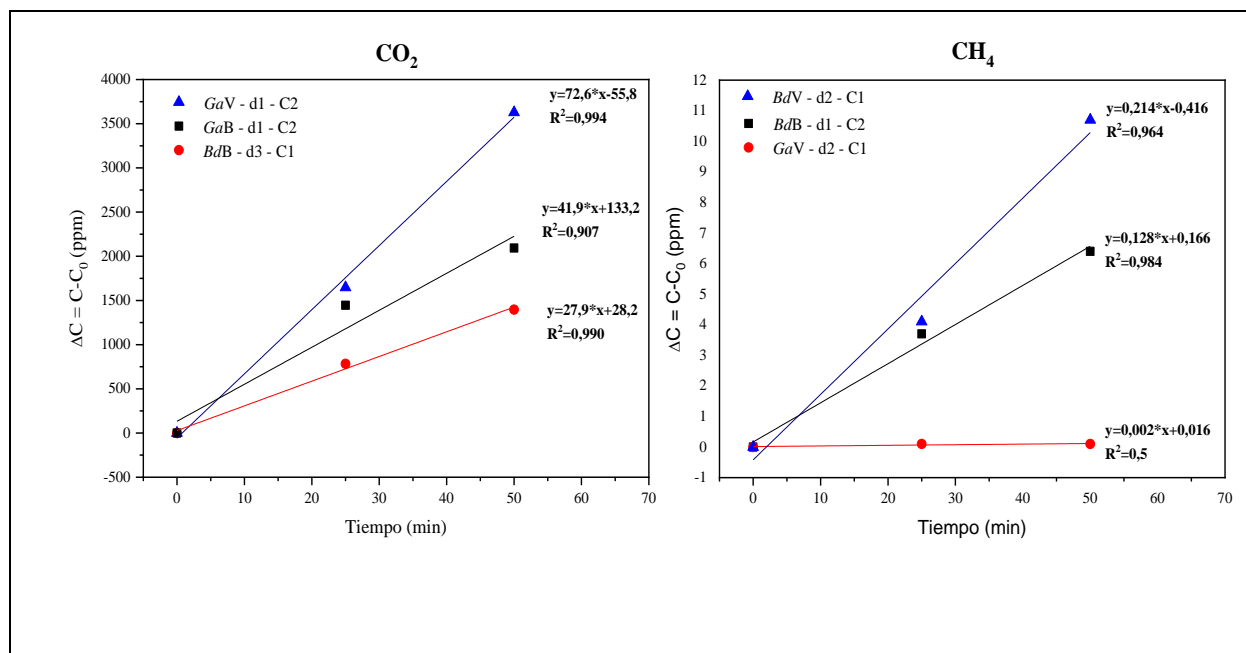 CO2
4000
3500
3000
2500
2000
1500
1000
500
0
-500
0 10 20 30 40 50 60 70
ΔC = C-C0 (ppm)
Tiempo (min)
GaV - d1 - C2
GaB - d1 - C2
BdB - d3 - C1
y=72,6*x-55,8
R2=0,994
y=41,9*x+133,2
R2=0,907
y=27,9*x+28,2
R2=0,990
CH4
12
11
10
9
8
7
6
5
4
3
2
1
0
-1
0 10 20 30 40 50 60 70
ΔC = C-C0 (ppm)
Tiempo (min)
BdV - d2 - C1
BdB - d1 - C2
GaV - d2 - C1
y=0,214*x-0,416
R2=0,964
y=0,128*x+0,166
R2=0,984
y=0,002*x+0,016
R2=0,5